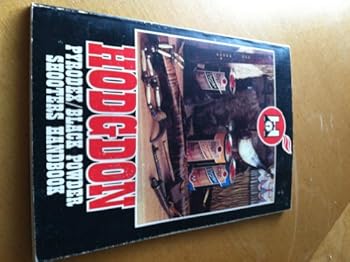 HODGDON
PYRODEX/BLACK POWDER
SHOOTERS HANDBOOK